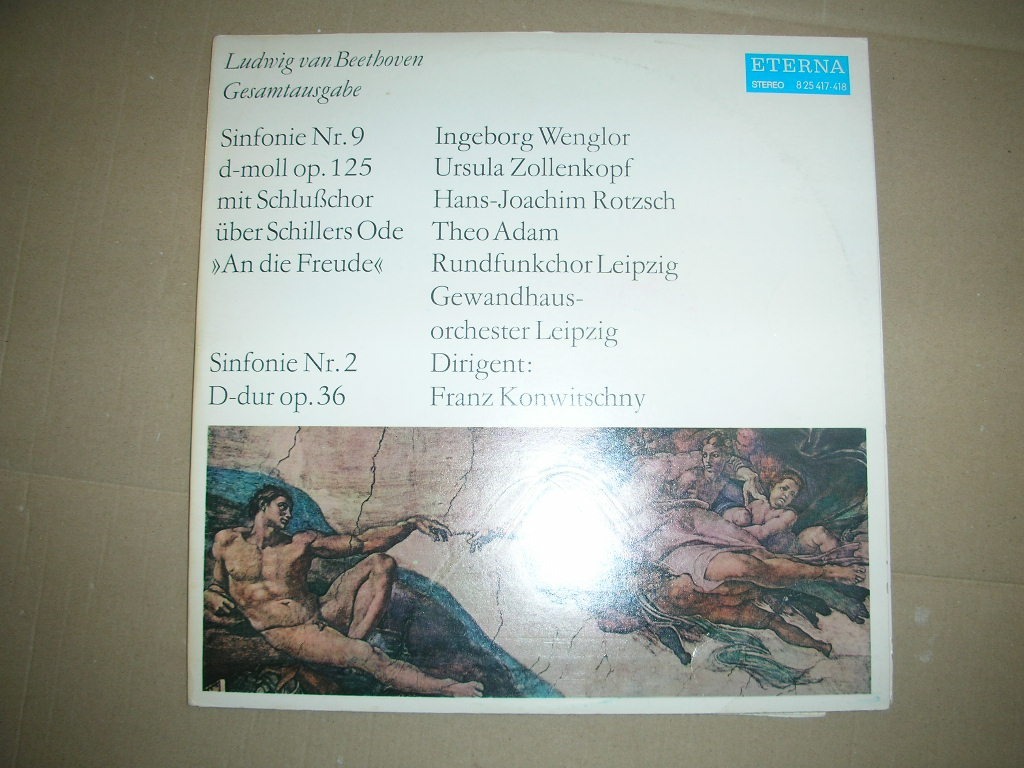 Ludwig van Beethoven
Gesamtausgabe
ETERNA
STEREO 8 25 417-418
Sinfonie Nr. 9
d-moll op. 125
mit Schlußchor
über Schillers Ode
»An die Freude«
Sinfonie Nr. 2
D-dur op. 36
Ingeborg Wenglor
Ursula Zollenkopf
Hans-Joachim Rotzsch
Theo Adam
Rundfunkchor Leipzig
Gewandhaus-
orchester Leipzig
Dirigent:
Franz Konwitschny